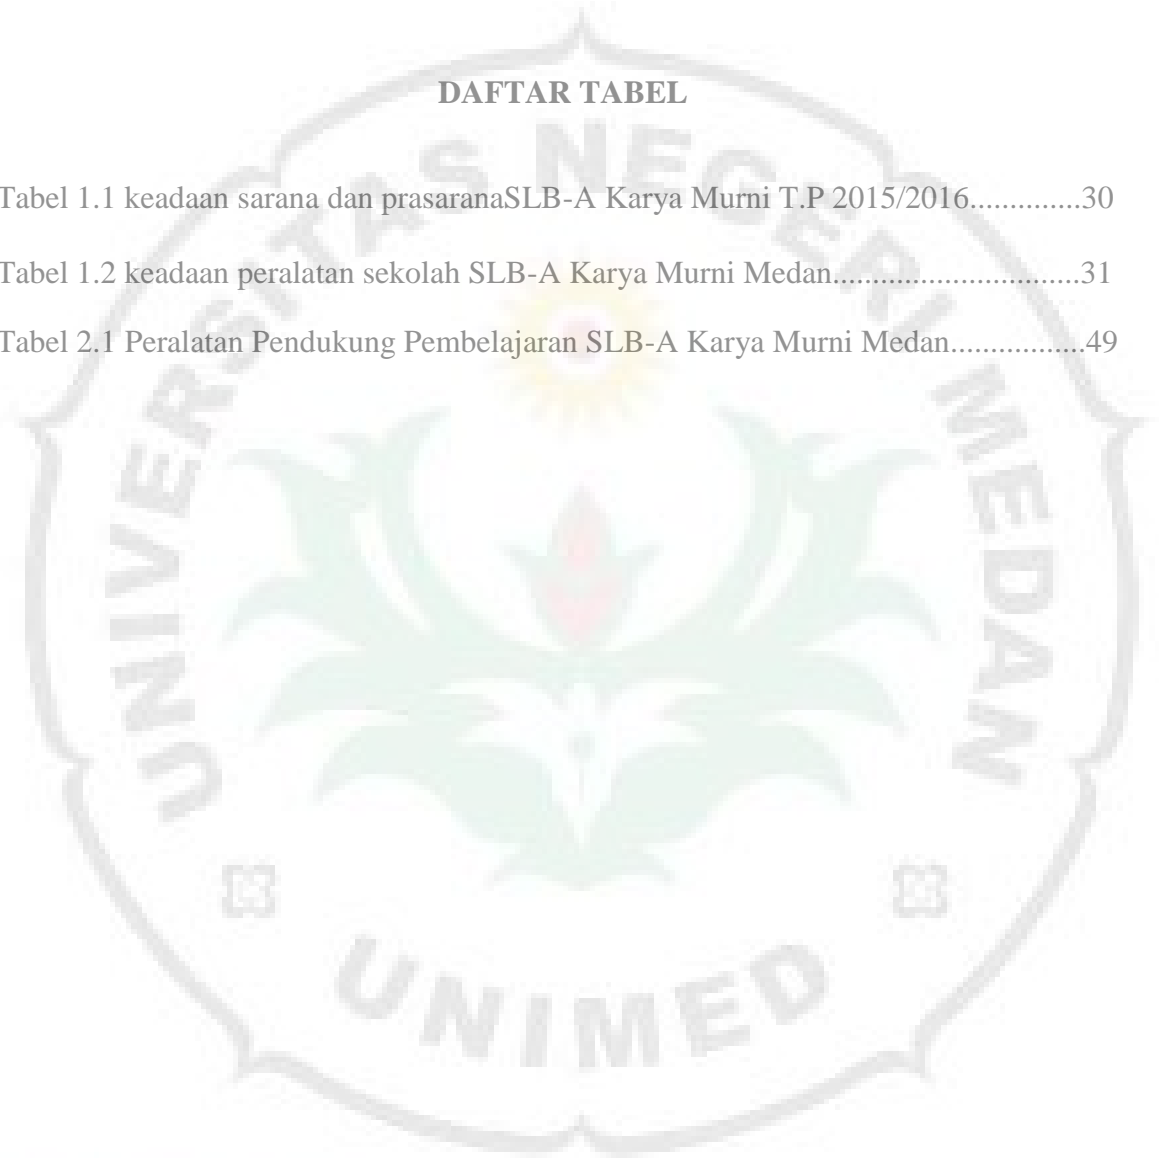 DAFTAR TABEL
Tabel 1.1 keadaan sarana dan prasaranaSLB-A Karya Murni T.P 2015/2016..............30
Tabel 1.2 keadaan peralatan sekolah SLB-A Karya Murni Medan...............................31
Tabel 2.1 Peralatan Pendukung Pembelajaran SLB-A Karya Murni Medan.................49
UNIVERSITAS NEGERI MEDAN
UNIMED